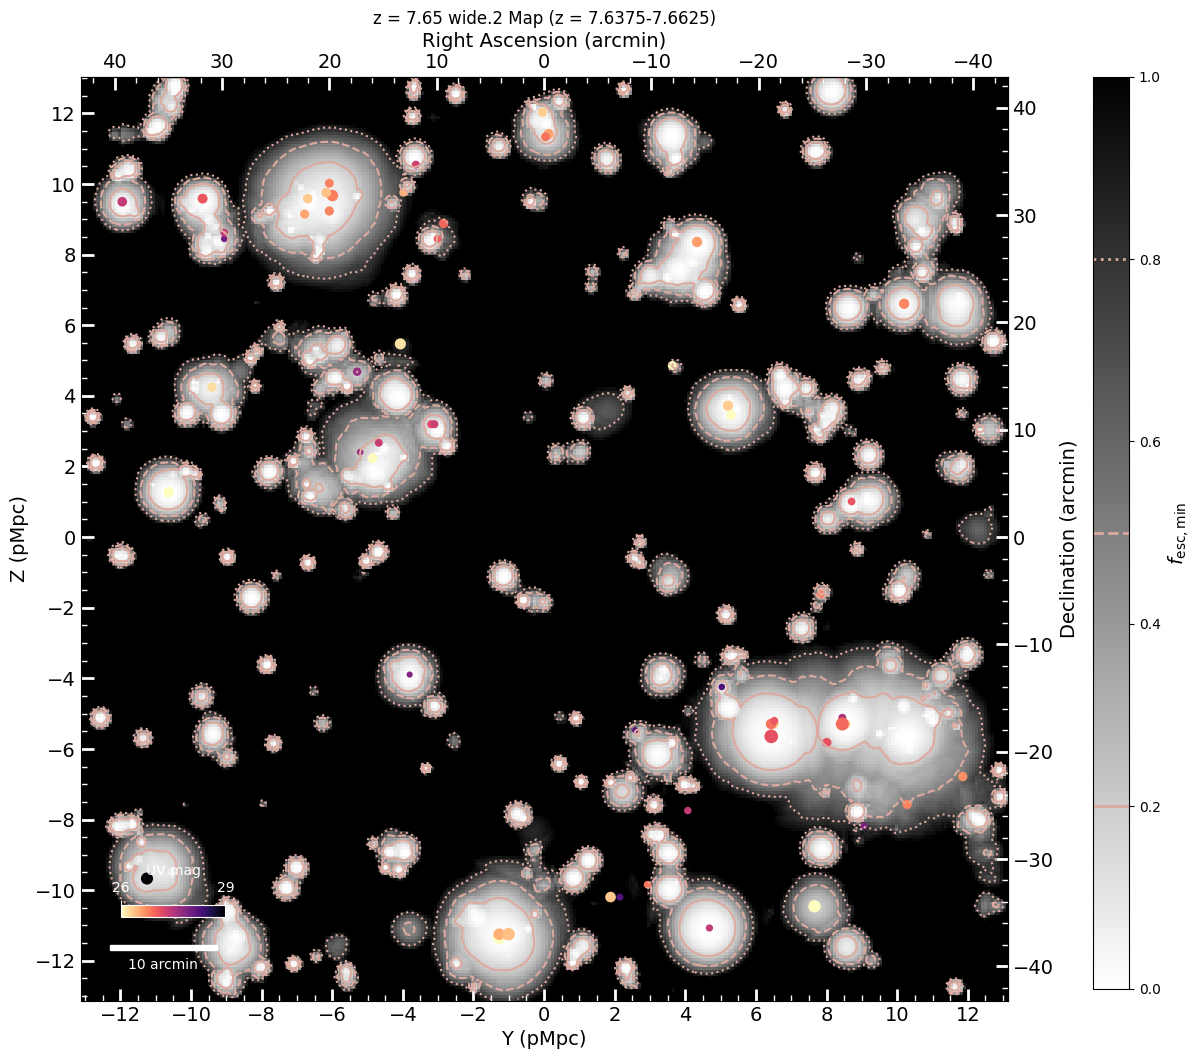 z = 7.65 wide.2 Map (z = 7.6375-7.6625)
Right Ascension (arcmin)
40 30 20 10 0 −10 −20 −30 −40
12
10
8
6
4
2
0
−2
−4
−6
−8
−10
−12
Z (pMpc)
40
30
20
10
0
−10
−20
−30
−40
Declination (arcmin)
UV mag
26 29
10 arcmin
−12 −10 −8 −6 −4 −2 0 2 4 6 8 10 12
Y (pMpc)
1.0
0.8
0.6
0.4
0.2
0.0
fesc,min